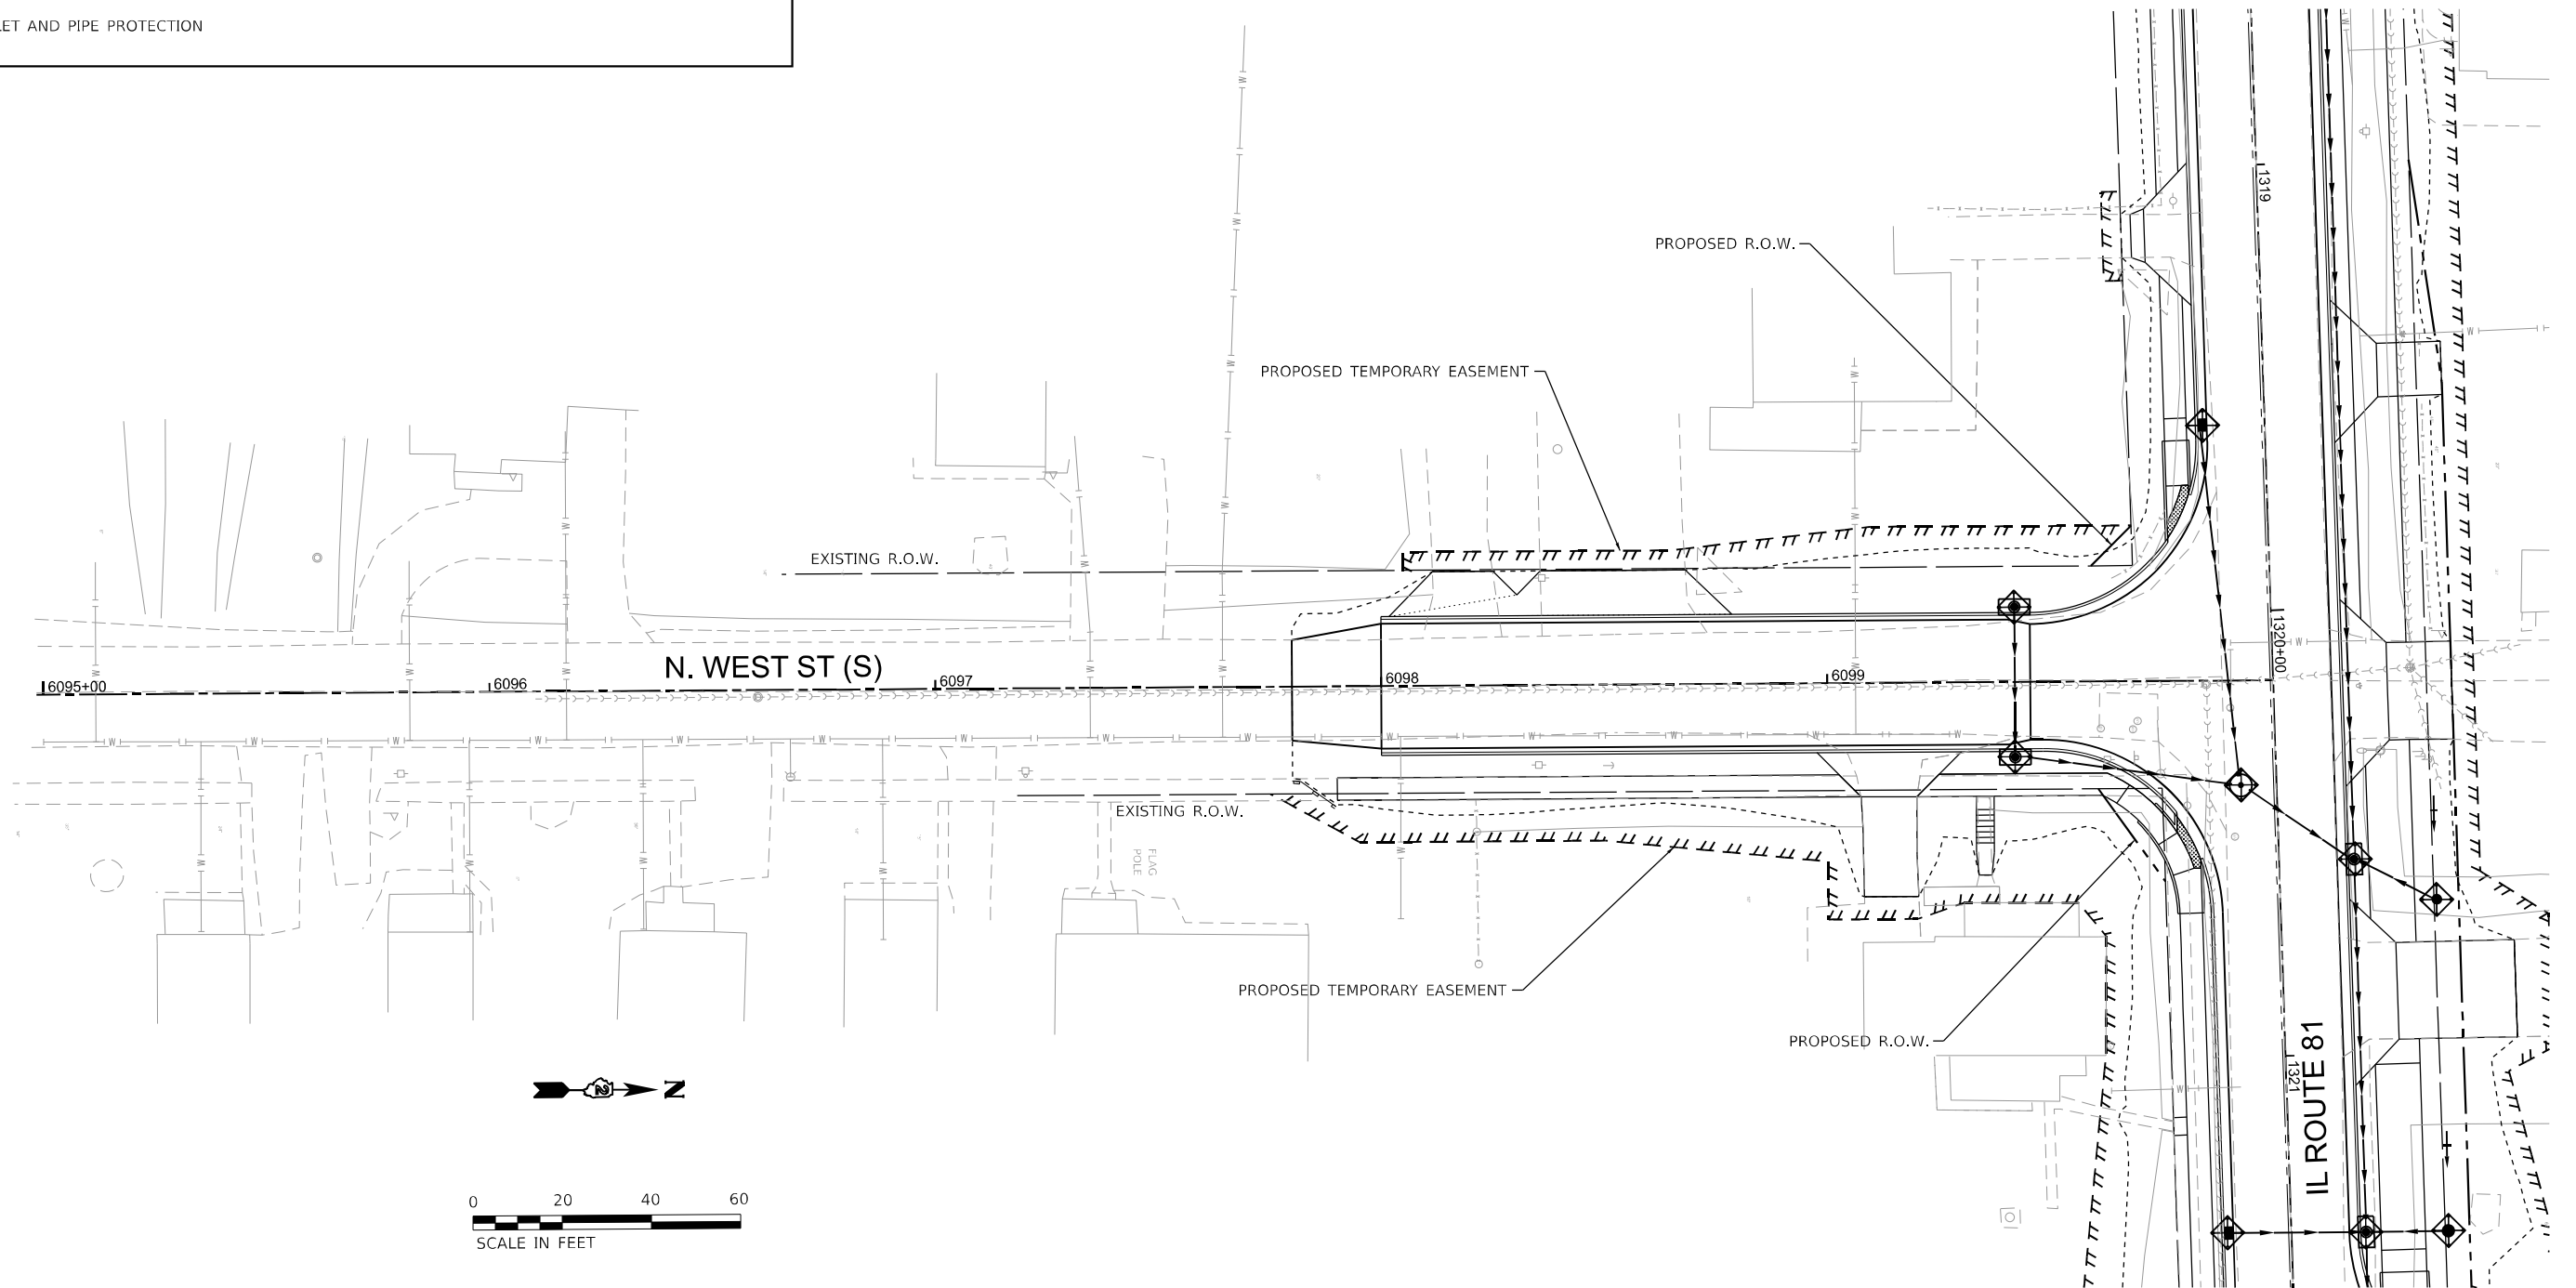 LET AND PIPE PROTECTION
1319
PROPOSED R.O.W.
PROPOSED TEMPORARY EASEMENT
EXISTING R.O.W.
1320+00
N. WEST ST (S)
6095+00
6096
6097
6098
6099
EXISTING R.O.W.
FLAG
POLE
PROPOSED TEMPORARY EASEMENT
PROPOSED R.O.W.
IL ROUTE 81
1321
N
0 20 40 60
SCALE IN FEET